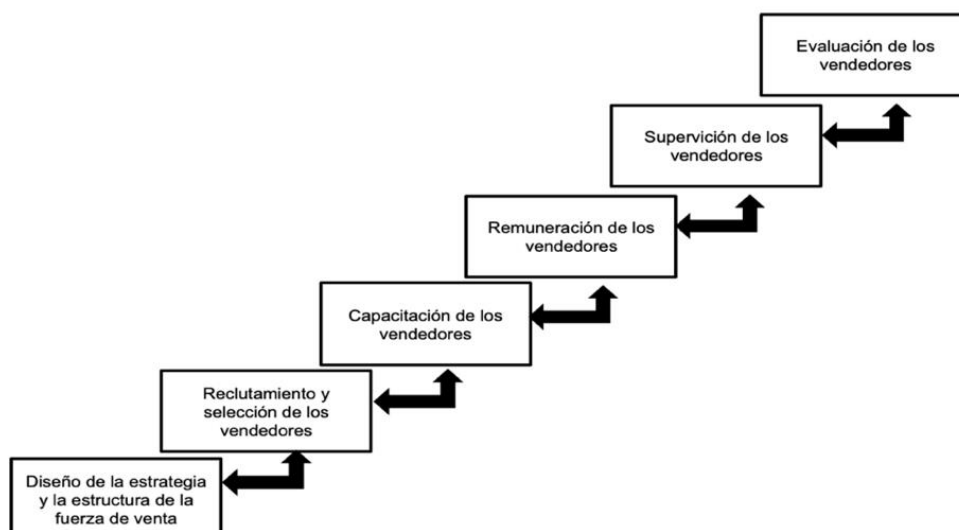 Evaluación de los
vendedores
Supervición de los
vendedores
Remuneración de los
vendedores
Capacitación de los
vendedores
Reclutamiento y
selección de los
vendedores
Diseño de la estrategia
y la estructura de la
fuerza de venta